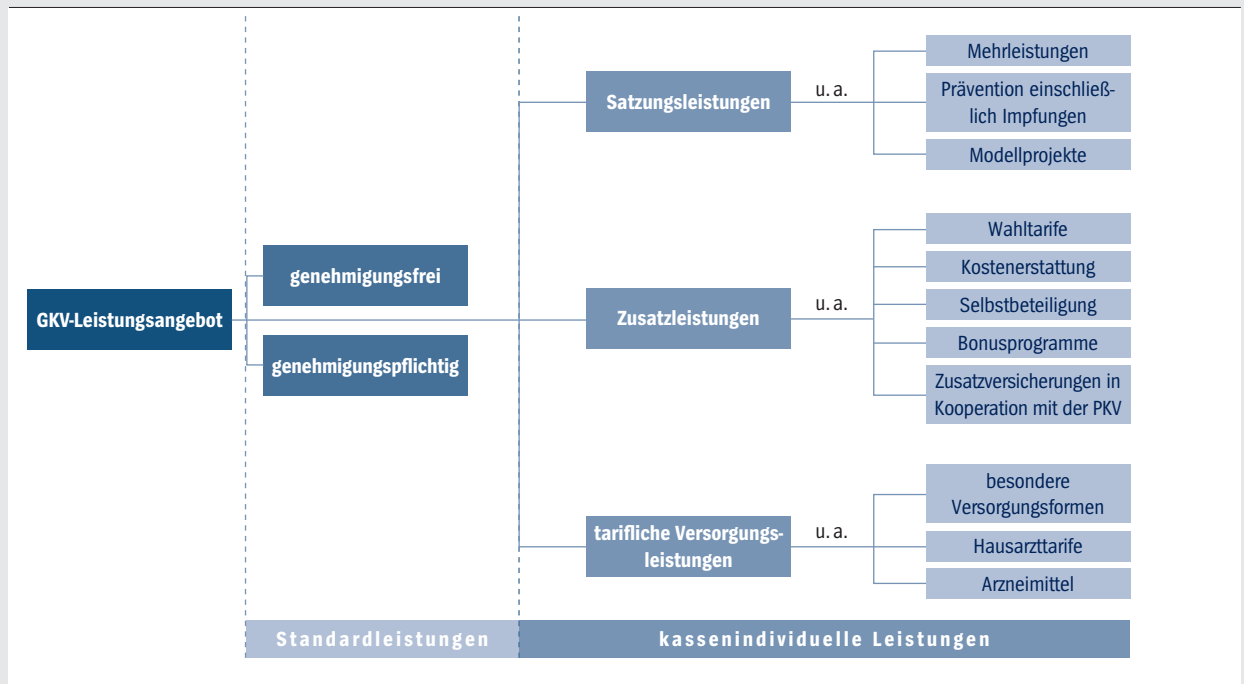 GKV-Leistungsangebot
genehmigungsfrei
genehmigungspflichtig
Satzungsleistungen
u. a.
Mehrleistungen
Prävention einschließ-
lich Impfungen
Modellprojekte
Zusatzleistungen
u. a.
Wahltarife
Kostenerstattung
Selbstbeteiligung
Bonusprogramme
Zusatzversicherungen in
Kooperation mit der PKV
tarifliche Versorgungs-
leistungen
u. a.
besondere
Versorgungsformen
Hausarzttarife
Arzneimittel
Standardleistungen
kassenindividuelle Leistungen